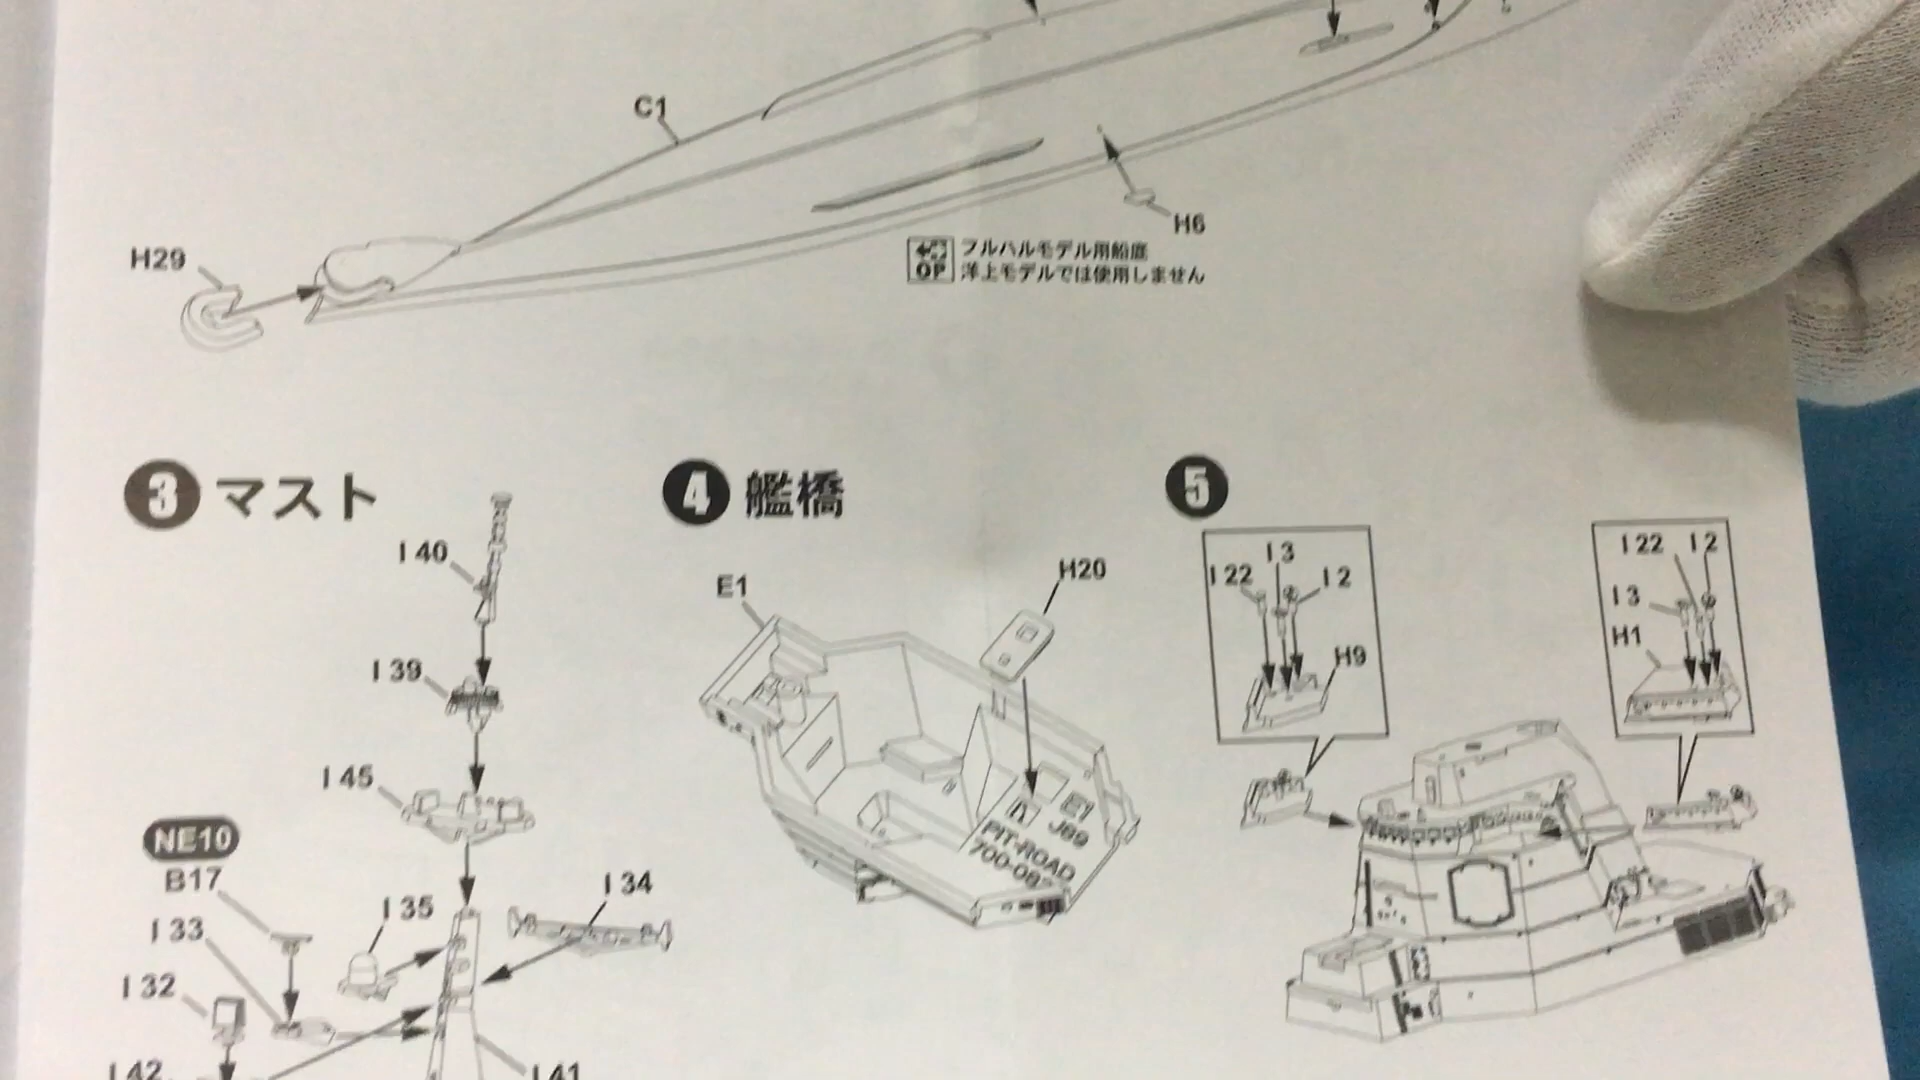 C1
H6
H29
フルハルモデル用船底
OP 洋上モデルでは使用しません
3 マスト
4 艦橋
5
I 40
I 39
I 45
NE10
B17
I 35
I 34
I 33
I 32
I 42
I 41
E1
H20
E1
J89
PIT-ROAD
I 3
I 22
I 2
H9
I 22 I 2
I 3
H1